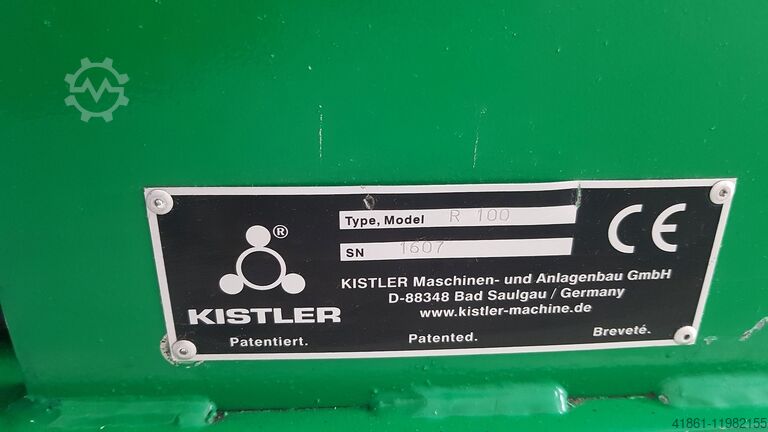 Type, Model R 100
SN 1607
KISTLER Maschinen- und Anlagenbau GmbH
D-88348 Bad Saulgau / Germany
www.kistler-machine.de
®
KISTLER
CE
Patentiert. Patented. Breveté.
41861-11982155